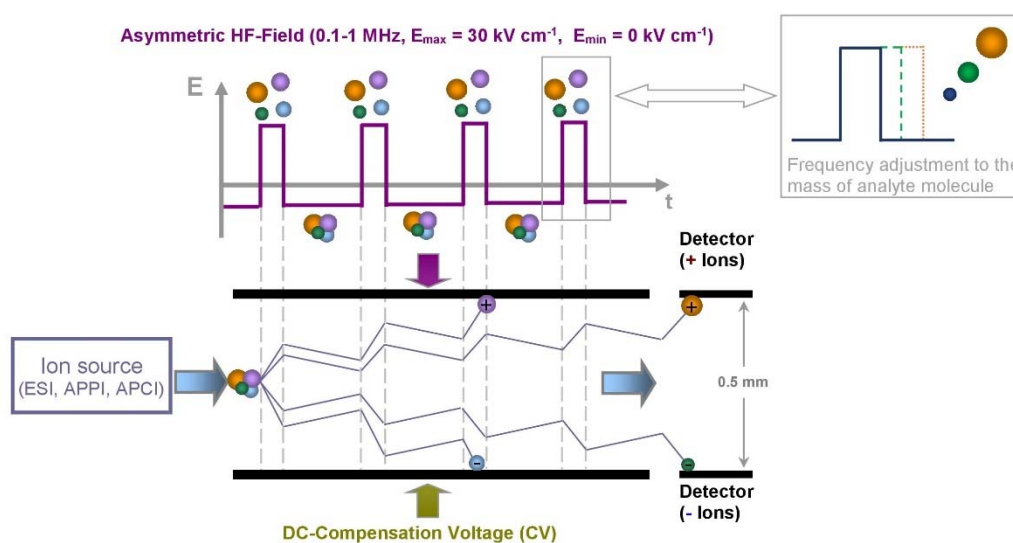 Asymmetric HF-Field (0.1-1 MHz, Emax = 30 kV cm-1, Emin = 0 kV cm-1)
E
t
Frequency adjustment to the
mass of analyte molecule
Detector
(+ Ions)
Ion source
(ESI, APPI, APCI)
+
+
0.5 mm
-
-
Detector
(- Ions)
DC-Compensation Voltage (CV)